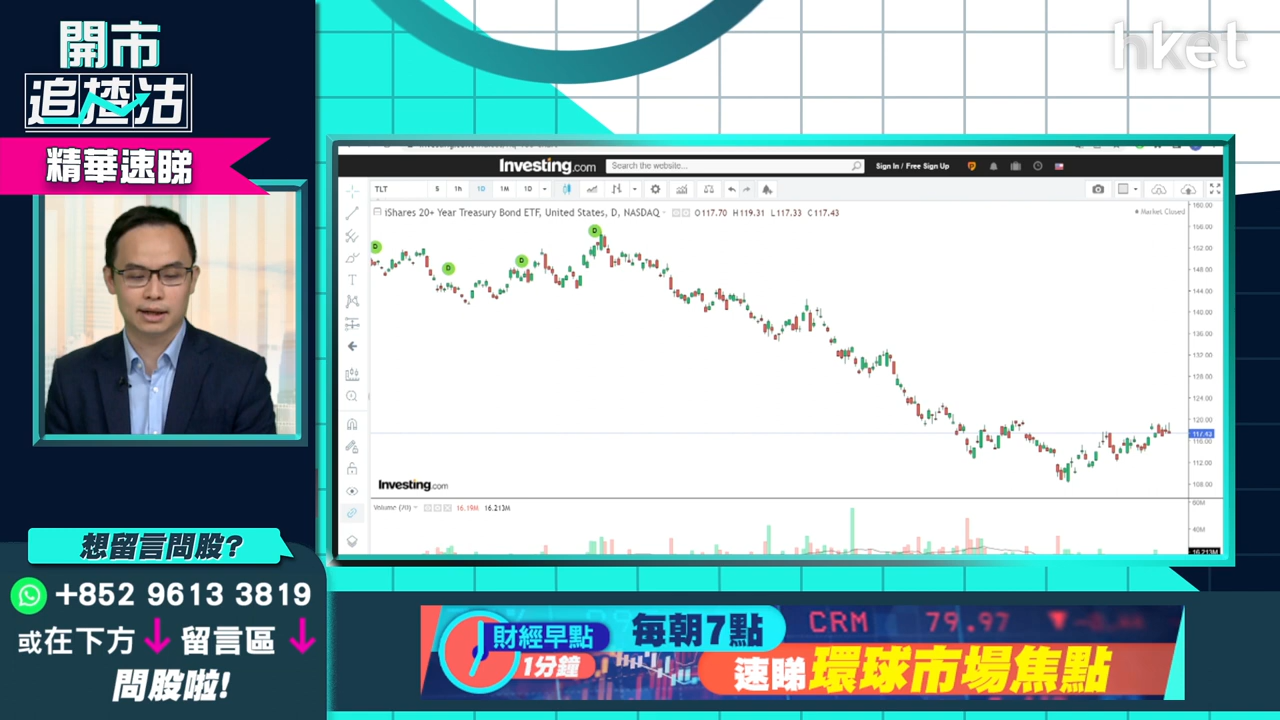 開市
追揸沽
精華速睇
hket
Investing.com
Search the website...
Sign In / Free Sign Up
TLT
5 1h 1D 1M 1D
iShares 20+ Year Treasury Bond ETF, United States, D, NASDAQ
O117.70 H119.31 L117.33 C117.43
Market Closed
160.00
156.00
152.00
148.00
144.00
140.00
136.00
132.00
128.00
124.00
120.00
117.43
116.00
112.00
108.00
D
D
D
D
Investing.com
Volume (20)
16.19M 16.213M
80M
40M
16.213M
想留言問股?
+852 9613 3819
或在下方 留言區
問股啦!
財經早點
1分鐘
每朝7點
速睇環球市場焦點
CRM 79.97